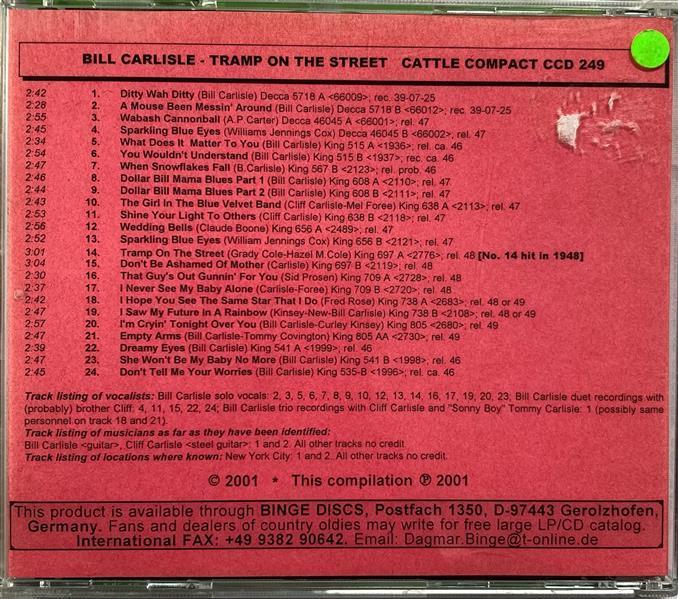 BILL CARLISLE - TRAMP ON THE STREET CATTLE COMPACT CCD 249
2:42 1. Ditty Wah Ditty (Bill Carlisle) Decca 5718 A <66009>; rec. 39-07-25
2:28 2. A Mouse Been Messin' Around (Bill Carlisle) Decca 5718 B <66012>; rec. 39-07-25
2:55 3. Wabash Cannonball (A.P. Carter) Decca 46045 A <66001>; rel. 47
2:45 4. Sparkling Blue Eyes (Williams Jennings Cox) Decca 46045 B <66002>; rel. 47
2:34 5. What Does It Matter To You (Bill Carlisle) King 515 A <1936>; rel. ca. 46
2:54 6. You Wouldn't Understand (Bill Carlisle) King 515 B <1937>; rec. ca. 46
2:47 7. When Snowflakes Fall (B.Carlisle) King 567 B <2123>; rel. prob. 46
2:46 8. Dollar Bill Mama Blues Part 1 (Bill Carlisle) King 608 A <2110>; rel. 47
2:44 9. Dollar Bill Mama Blues Part 2 (Bill Carlisle) King 608 B <2111>; rel. 47
2:43 10. The Girl In The Blue Velvet Band (Cliff Carlisle-Mel Foree) King 638 A <2113>; rel. 47
2:53 11. Shine Your Light To Others (Cliff Carlisle) King 638 B <2118>; rel. 47
2:56 12. Wedding Bells (Claude Boone) King 656 A <2489>; rel. 47
2:52 13. Sparkling Blue Eyes (William Jennings Cox) King 656 B <2121>; rel. 47
3:01 14. Tramp On The Street (Grady Cole-Hazel M.Cole) King 697 A <2776>; rel. 48 [No. 14 hit in 1948]
3:04 15. Don't Be Ashamed Of Mother (Carlisle) King 697 B <2119>; rel. 48
2:30 16. That Guy's Out Gunnin' For You (Sid Prosen) King 709 A <2728>; rel. 48
2:37 17. I Never See My Baby Alone (Carlisle-Foree) King 709 B <2720>; rel. 48
2:42 18. I Hope You See The Same Star That I Do (Fred Rose) King 738 A <2683>; rel. 48 or 49
2:47 19. I Saw My Future In A Rainbow (Kinsey-New-Bill Carlisle) King 738 B <2108>; rel. 48 or 49
2:57 20. I'm Cryin' Tonight Over You (Bill Carlisle-Curley Kinsey) King 805 <2680>; rel. 49
2:47 21. Empty Arms (Bill Carlisle-Tommy Covington) King 805 AA <2730>; rel. 49
2:39 22. Dreamy Eyes (Bill Carlisle) King 541 A <1999>; rel. 46
2:47 23. She Won't Be My Baby No More (Bill Carlisle) King 541 B <1998>; rel. 46
2:45 24. Don't Tell Me Your Worries (Bill Carlisle) King 535-B <1996>; rel. ca. 46
Track listing of vocalists: Bill Carlisle solo vocals: 2, 3, 5, 6, 7, 8, 9, 10, 12, 13, 14, 16, 17, 19, 20, 23; Bill Carlisle duet recordings with
(probably) brother Cliff: 4, 11, 15, 22, 24; Bill Carlisle trio recordings with Cliff Carlisle and "Sonny Boy" Tommy Carlisle: 1 (possibly same
personnel on track 18 and 21).
Track listing of musicians as far as they have been identified:
Bill Carlisle <guitar>, Cliff Carlisle <steel guitar>: 1 and 2. All other tracks no credit.
Track listing of locations where known: New York City: 1 and 2. All other tracks no credit.
© 2001 * This compilation ℗ 2001
This product is available through BINGE DISCS, Postfach 1350, D-97443 Gerolzhofen,
Germany. Fans and dealers of country oldies may write for free large LP/CD catalog.
International FAX: +49 9382 90642. Email: Dagmar.Binge@t-online.de